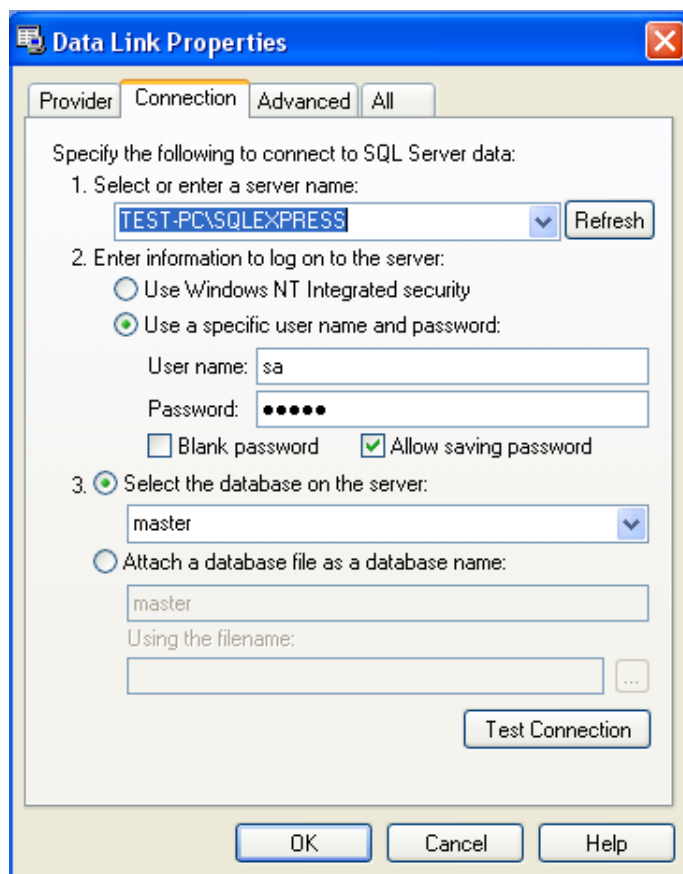 Data Link Properties
Provider Connection Advanced All
Specify the following to connect to SQL Server data:
1. Select or enter a server name:
TEST-PC\SQLEXPRESS Refresh
2. Enter information to log on to the server:
Use Windows NT Integrated security
Use a specific user name and password:
User name: sa
Password: •••••
Blank password Allow saving password
3. Select the database on the server:
master
Attach a database file as a database name:
master
Using the filename:
...
Test Connection
OK Cancel Help